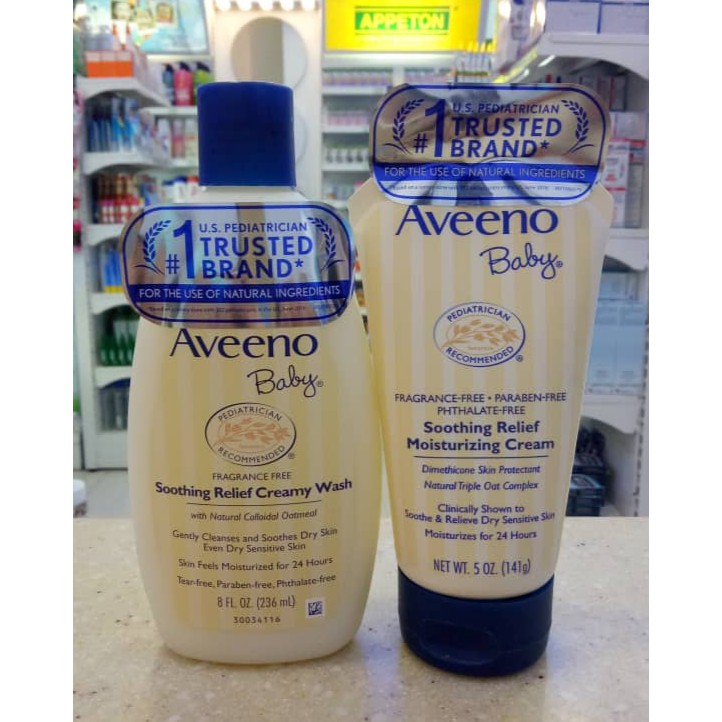 APPETON
U.S. PEDIATRICIAN
#1 TRUSTED
BRAND*
FOR THE USE OF NATURAL INGREDIENTS
Aveeno
Baby®
PEDIATRICIAN
RECOMMENDED
FRAGRANCE FREE
Soothing Relief Creamy Wash
with Natural Colloidal Oatmeal
Gently Cleanses and Soothes Dry Skin
Even Dry Sensitive Skin
Skin Feels Moisturized for 24 Hours
Tear-free, Paraben-free, Phthalate-free
8 FL. OZ. (236 mL)
30034116
U.S. PEDIATRICIAN
#1 TRUSTED
BRAND*
FOR THE USE OF NATURAL INGREDIENTS
Aveeno
Baby®
PEDIATRICIAN
RECOMMENDED
FRAGRANCE-FREE • PARABEN-FREE
PHTHALATE-FREE
Soothing Relief
Moisturizing Cream
Dimethicone Skin Protectant
Natural Triple Oat Complex
Clinically Shown to
Soothe & Relieve Dry Sensitive Skin
Moisturizes for 24 Hours
NET WT. 5 OZ. (141g)